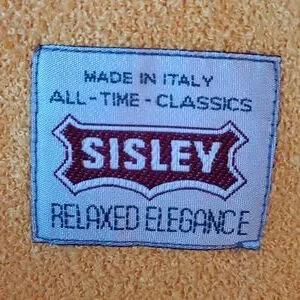 MADE IN ITALY
ALL-TIME-CLASSICS
SISLEY
RELAXED ELEGANCE